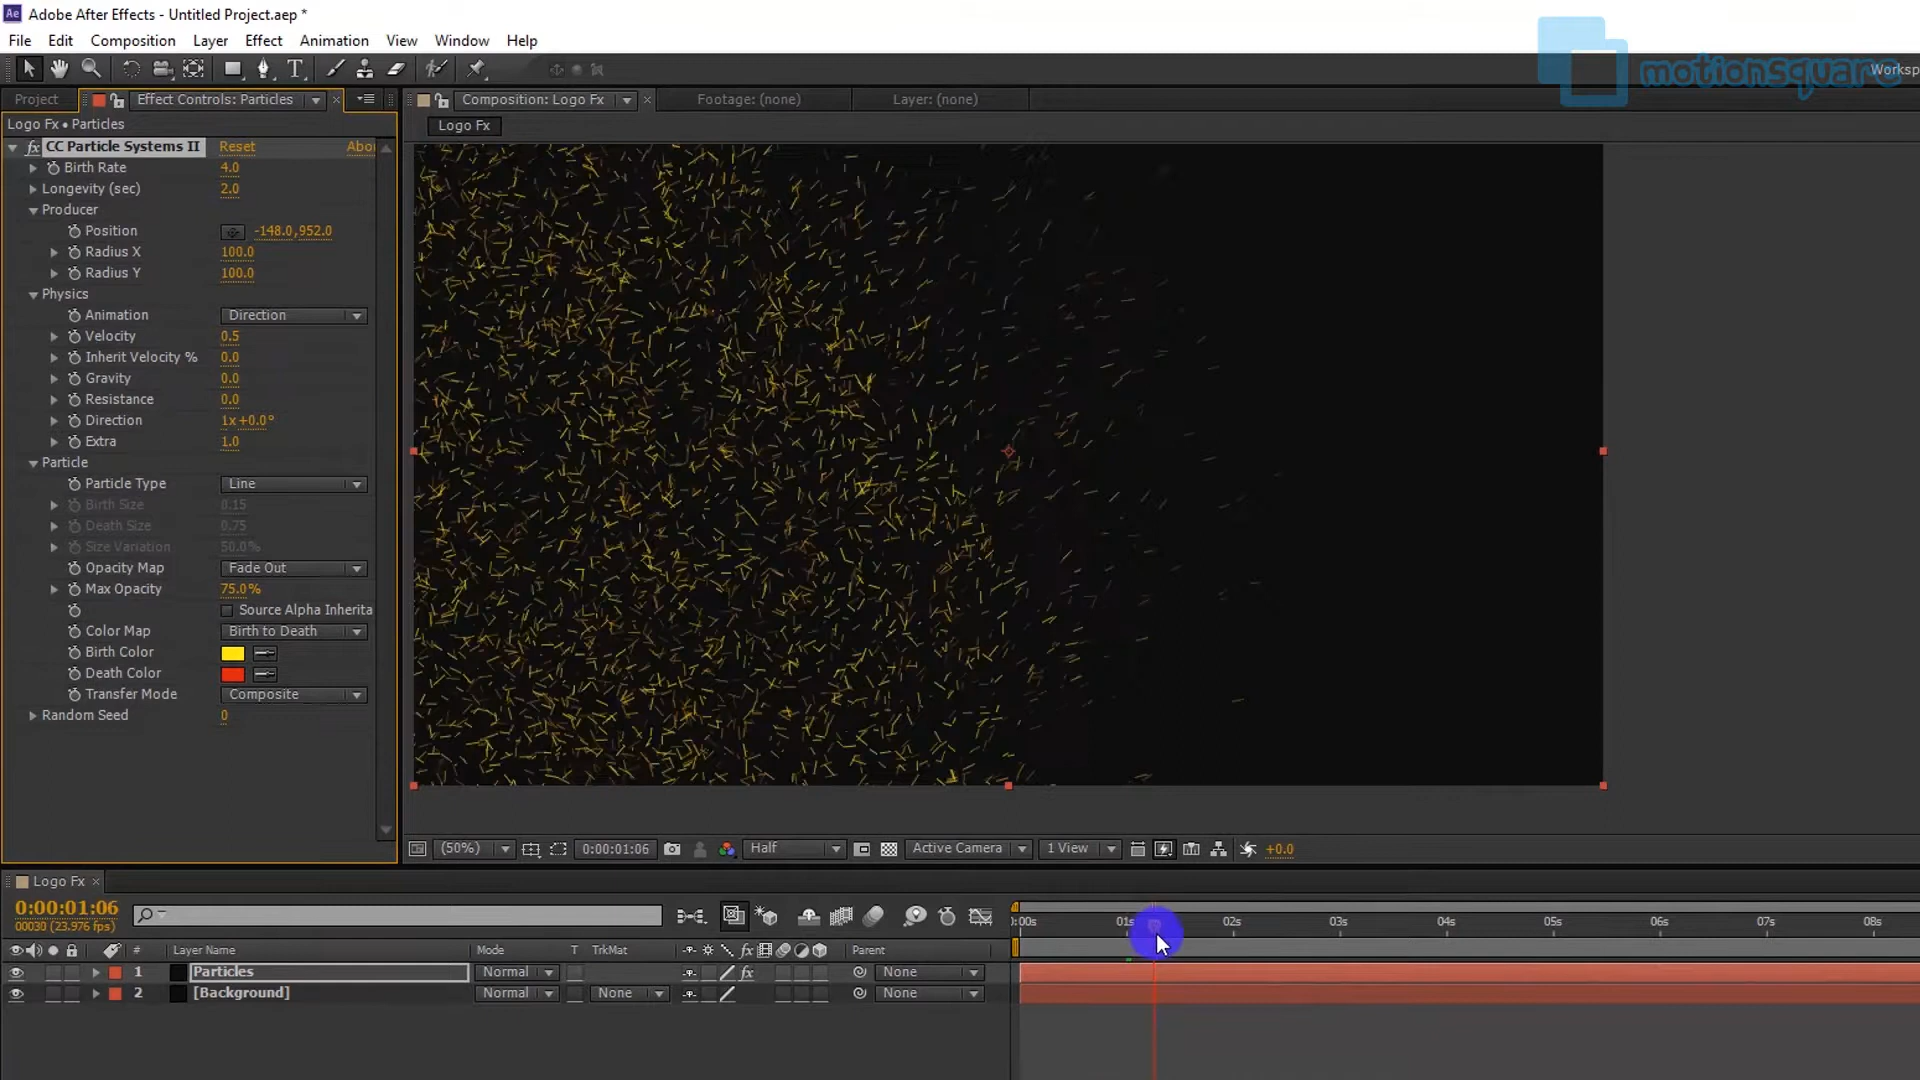 Adobe After Effects - Untitled Project.aep *
File Edit Composition Layer Effect Animation View Window Help
motionsquare
Worksp
Project Effect Controls: Particles
Composition: Logo Fx Footage: (none) Layer: (none)
Logo Fx • Particles
Logo Fx
fx CC Particle Systems II Reset Abou
Birth Rate 4.0
Longevity (sec) 2.0
Producer
Position -148.0,952.0
Radius X 100.0
Radius Y 100.0
Physics
Animation Direction
Velocity 0.5
Inherit Velocity % 0.0
Gravity 0.0
Resistance 0.0
Direction 1x+0.0°
Extra 1.0
Particle
Particle Type Line
Birth Size 0.15
Death Size 0.75
Size Variation 50.0%
Opacity Map Fade Out
Max Opacity 75.0%
Source Alpha Inherita
Color Map Birth to Death
Birth Color
Death Color
Transfer Mode Composite
Random Seed 0
(50%) 0:00:01:06 Half Active Camera 1 View +0.0
Logo Fx
0:00:01:06
00030 (23.976 fps)
0:00s 01s 02s 03s 04s 05s 06s 07s 08s
# Layer Name Mode T TrkMat fx Parent
1 Particles Normal fx None
2 [Background] Normal None None